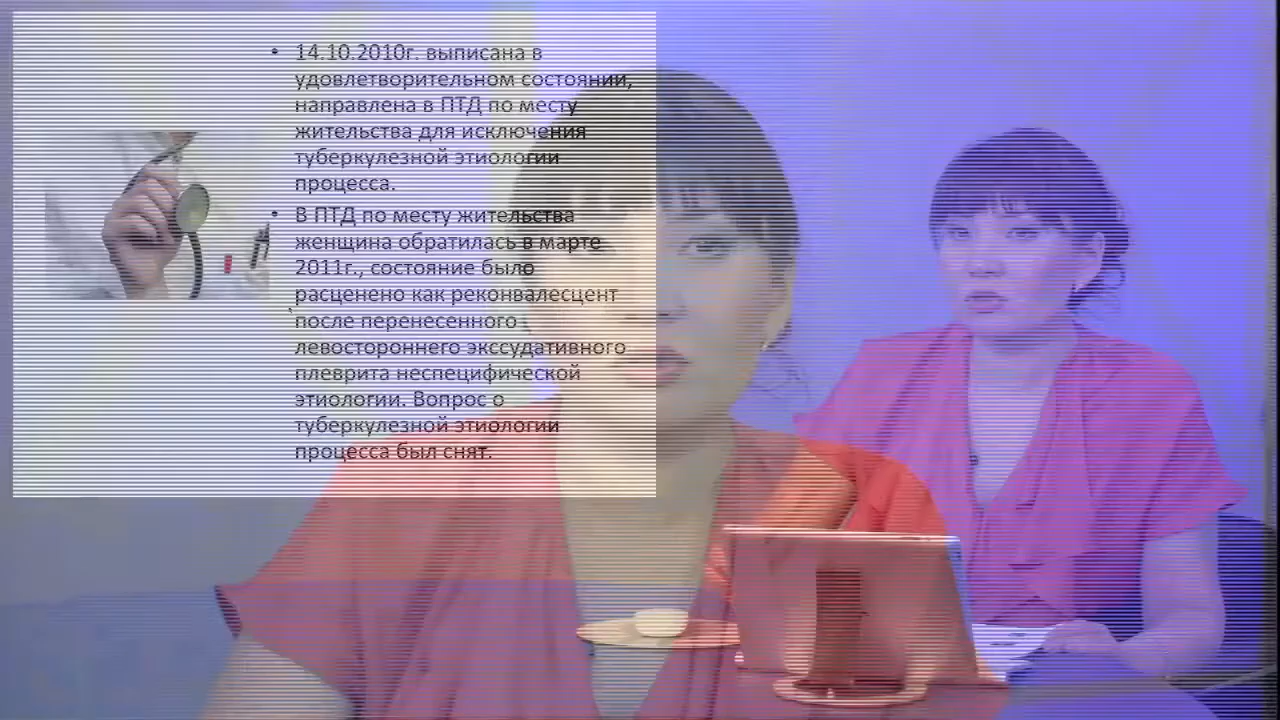 • 14.10.2010г. выписана в
удовлетворительном состоянии,
направлена в ПТД по месту
жительства для исключения
туберкулезной этиологии
процесса.
• В ПТД по месту жительства
женщина обратилась в марте
2011г., состояние было
расценено как реконвалесцент
после перенесенного
левостороннего экссудативного
плеврита неспецифической
этиологии. Вопрос о
туберкулезной этиологии
процесса был снят.